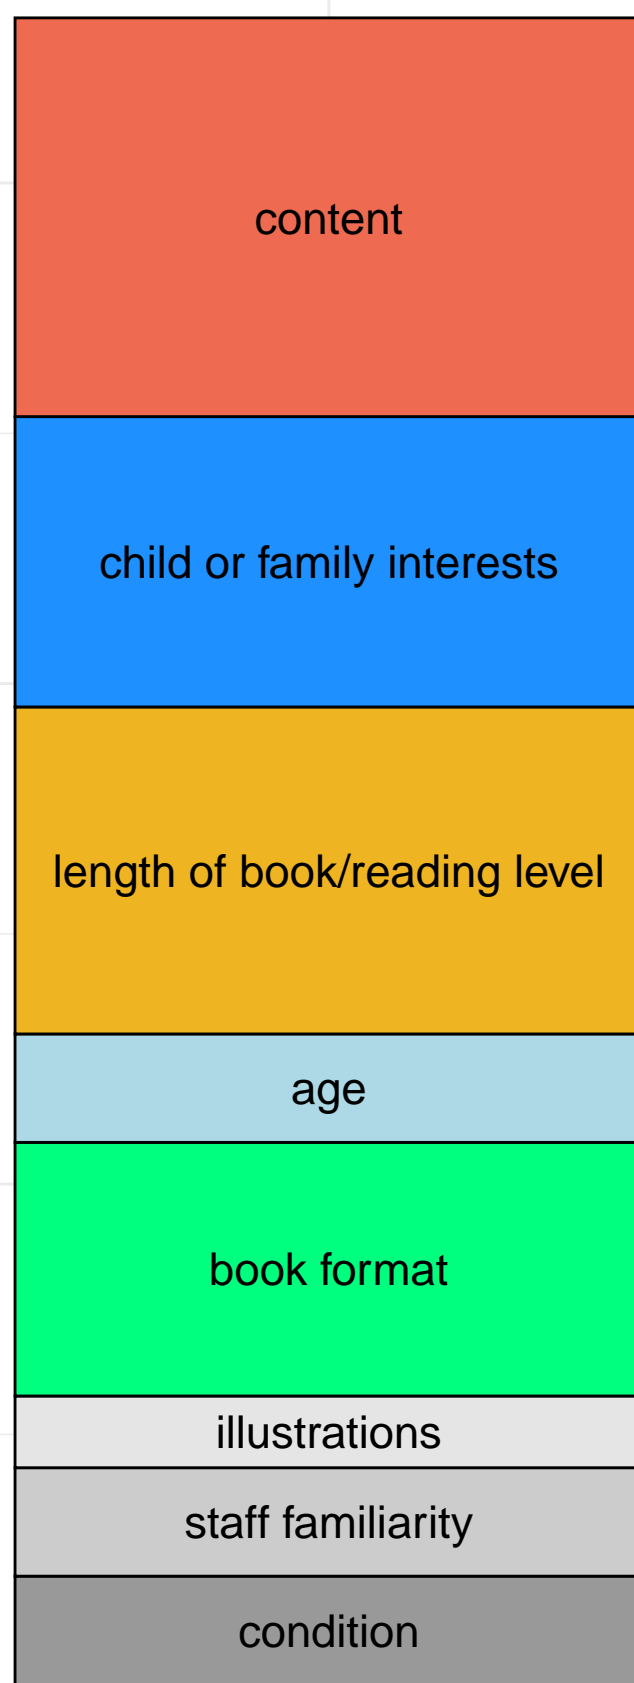 content
child or family interests
length of book/reading level
age
book format
illustrations
staff familiarity
condition